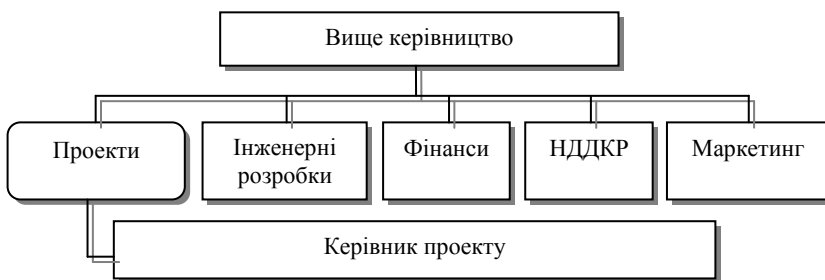 Вище керівництво
Проекти
Інженерні
розробки
Фінанси
НДДКР
Маркетинг
Керівник проекту